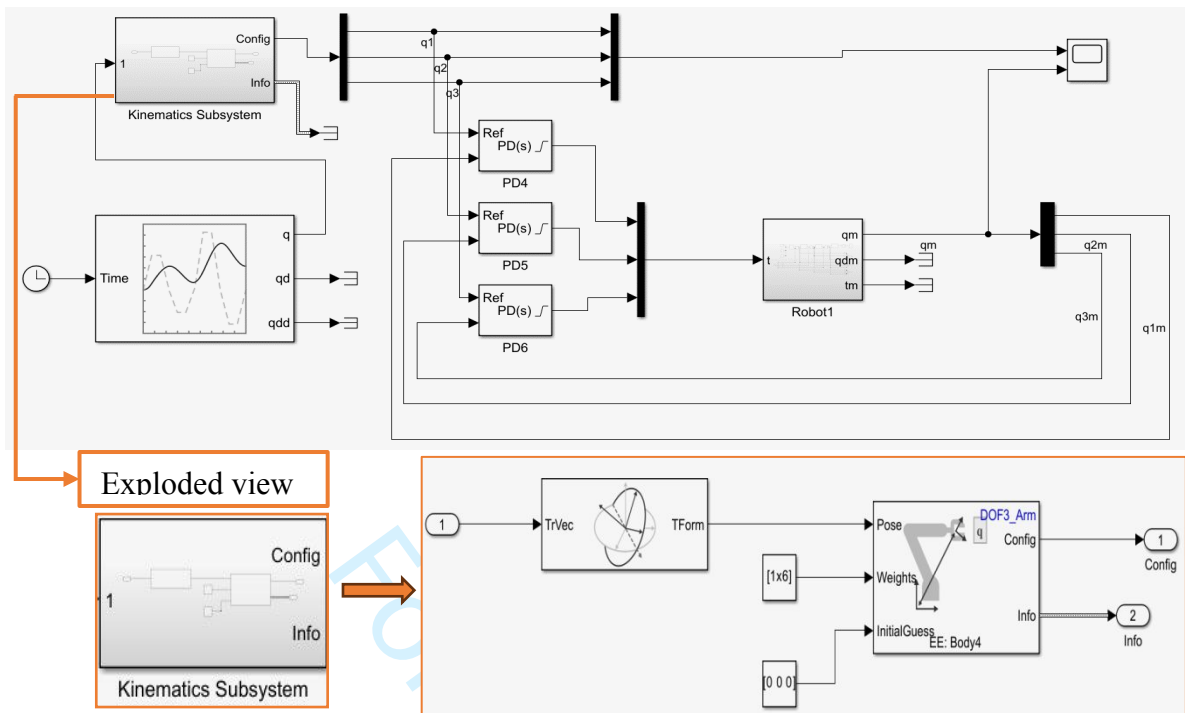 Config
1
Info
Kinematics Subsystem
q1
q2
q3
Ref
PD(s)
PD4
Ref
PD(s)
PD5
Ref
PD(s)
PD6
Time
q
qd
qdd
t
qm
qdm
tm
Robot1
qm
q2m
q3m
q1m
Exploded view
Config
1
Info
Kinematics Subsystem
1
TrVec
TForm
[1x6]
[0 0 0]
DOF3_Arm
Pose
q
Config
Weights
Info
InitialGuess
EE: Body4
1
Config
2
Info
For